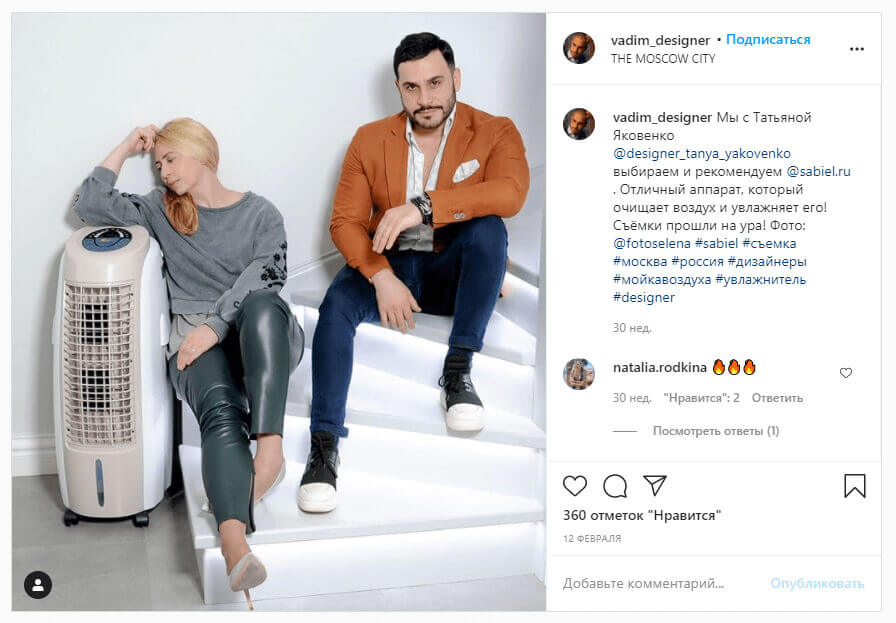 vadim_designer • Подписаться
THE MOSCOW CITY
vadim_designer Мы с Татьяной
Яковенко
@designer_tanya_yakovenko
выбираем и рекомендуем @sabiel.ru
. Отличный аппарат, который
очищает воздух и увлажняет его!
Съёмки прошли на ура! Фото:
@fotoselena #sabiel #съемка
#москва #россия #дизайнеры
#мойкавоздуха #увлажнитель
#designer
30 нед.
natalia.rodkina 🔥🔥🔥
30 нед. "Нравится": 2 Ответить
Посмотреть ответы (1)
360 отметок "Нравится"
12 ФЕВРАЛЯ
Добавьте комментарий... Опубликовать